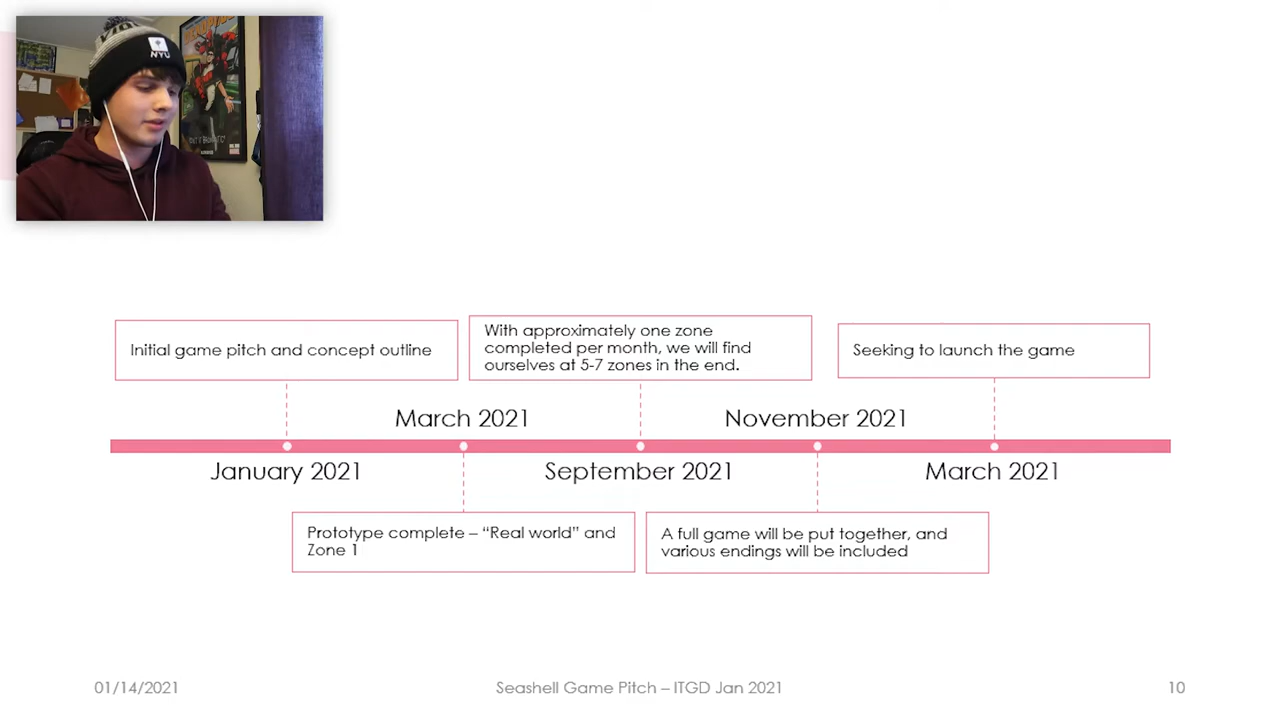 NYU
Initial game pitch and concept outline
With approximately one zone
completed per month, we will find
ourselves at 5-7 zones in the end.
Seeking to launch the game
March 2021
November 2021
January 2021
September 2021
March 2021
Prototype complete – “Real world” and
Zone 1
A full game will be put together, and
various endings will be included
01/14/2021
Seashell Game Pitch – ITGD Jan 2021
10